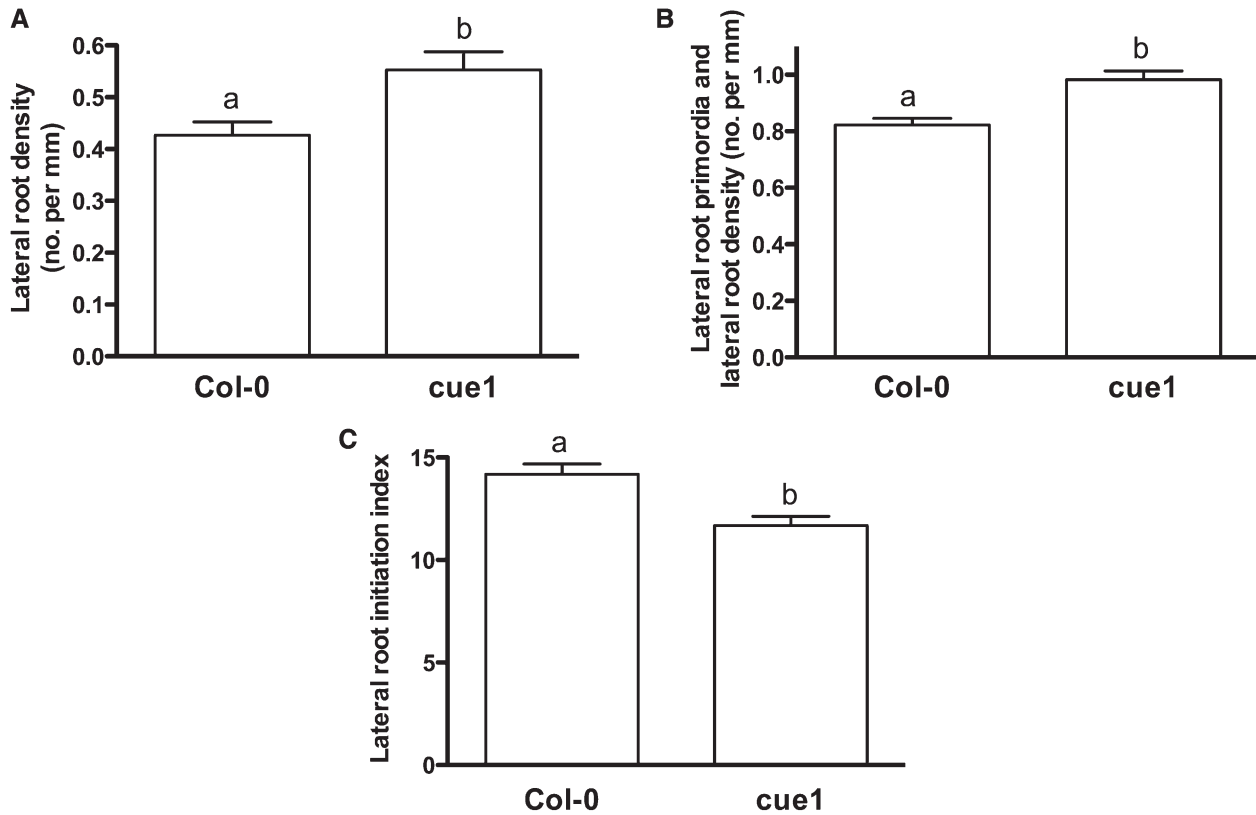 A
Lateral root density
(no. per mm)
0.6
0.5
0.4
0.3
0.2
0.1
0.0
a
b
Col-0
cue1
B
Lateral root primordia and
lateral root density (no. per mm)
1.0
0.8
0.6
0.4
0.2
0.0
a
b
Col-0
cue1
C
Lateral root initiation index
15
10
5
0
a
b
Col-0
cue1